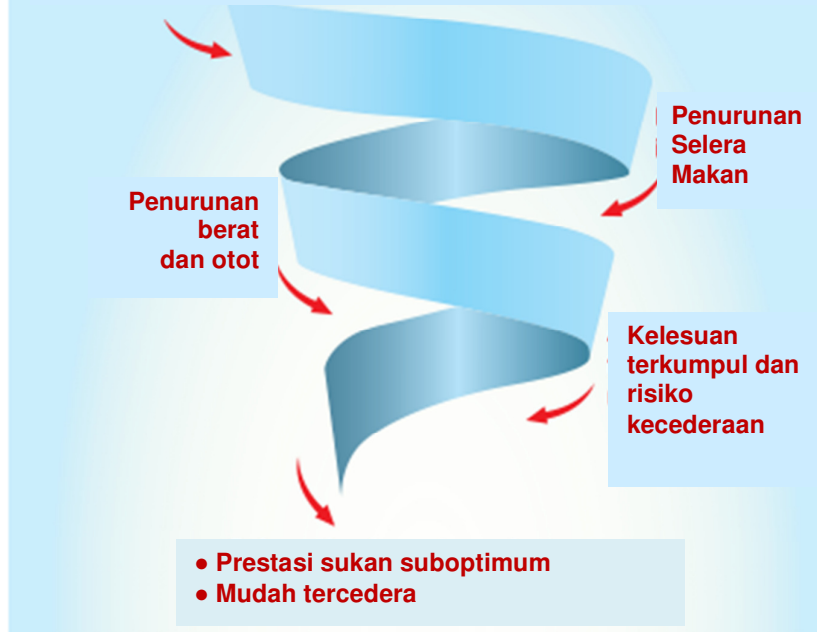 Penurunan
Selera
Makan
Penurunan
berat
dan otot
Kelesuan
terkumpul dan
risiko
kecederaan
● Prestasi sukan suboptimum
● Mudah tercedera